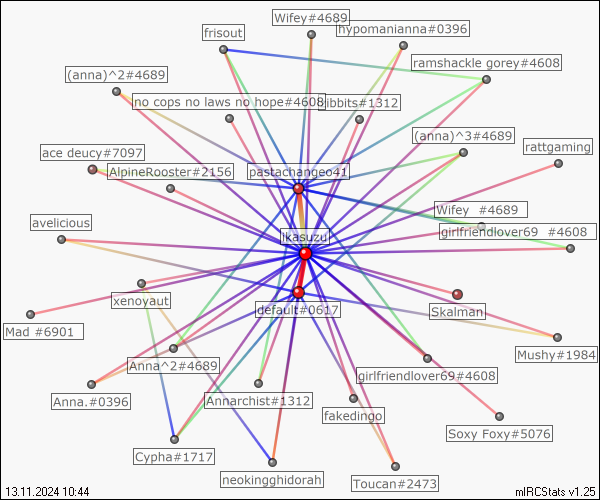 Wifey#4689
hypomanianna#0396
frisout
ramshackle gorey#4608
(anna)^2#4689
no cops no laws no hope#4608
ibbits#1312
(anna)^3#4689
rattgaming
ace deucy#7097
AlpineRooster#2156
pastachangeo41
Wifey  #4689
avelicious
girlfriendlover69  #4608
lkasuzu
xenoyaut
default#0617
Skalman
Mad #6901
Mushy#1984
Anna^2#4689
girlfriendlover69#4608
Anna.#0396
Annarchist#1312
fakedingo
Soxy Foxy#5076
Cypha#1717
neokingghidorah
Toucan#2473
13.11.2024 10:44
mIRCStats v1.25